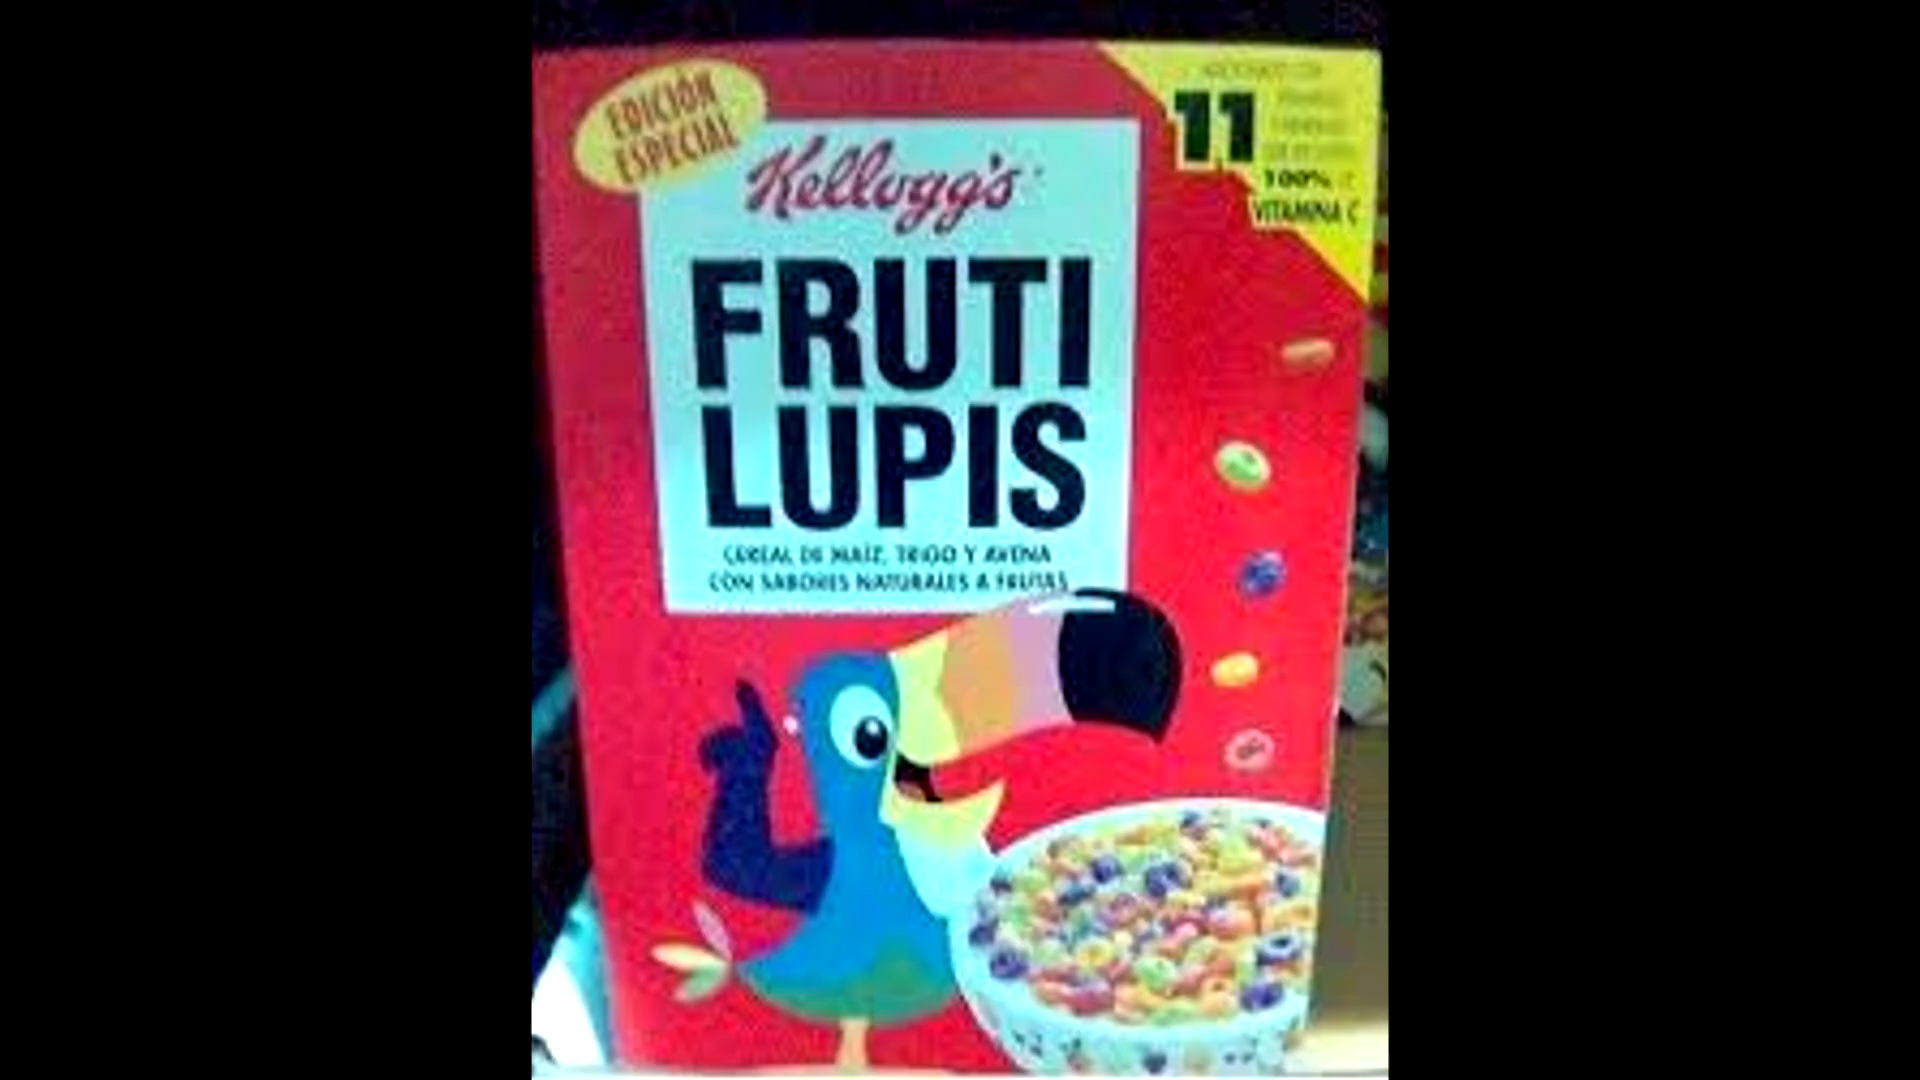 EDICIÓN
ESPECIAL
Kellogg's
FRUTI
LUPIS
CEREAL DE MAÍZ, TRIGO Y AVENA
CON SABORES NATURALES A FRUTAS
11
100%
VITAMINA C